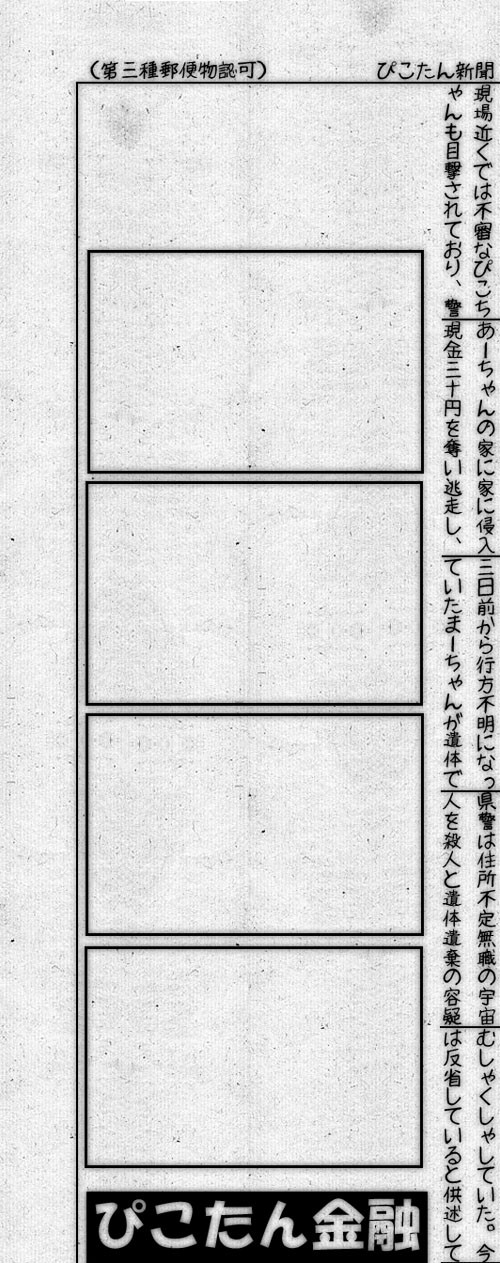 （第三種郵便物認可）
ぴこたん新聞
現場近くでは不審なぴこち
ゃんも目撃されており、警
あーちゃんの家に家に侵入
現金三十円を奪い逃走し、
三日前から行方不明になっ
ていたまーちゃんが遺体で
県警は住所不定無職の宇宙
人を殺人と遺体遺棄の容疑
むしゃくしゃしていた。今
は反省していると供述して
ぴこたん金融